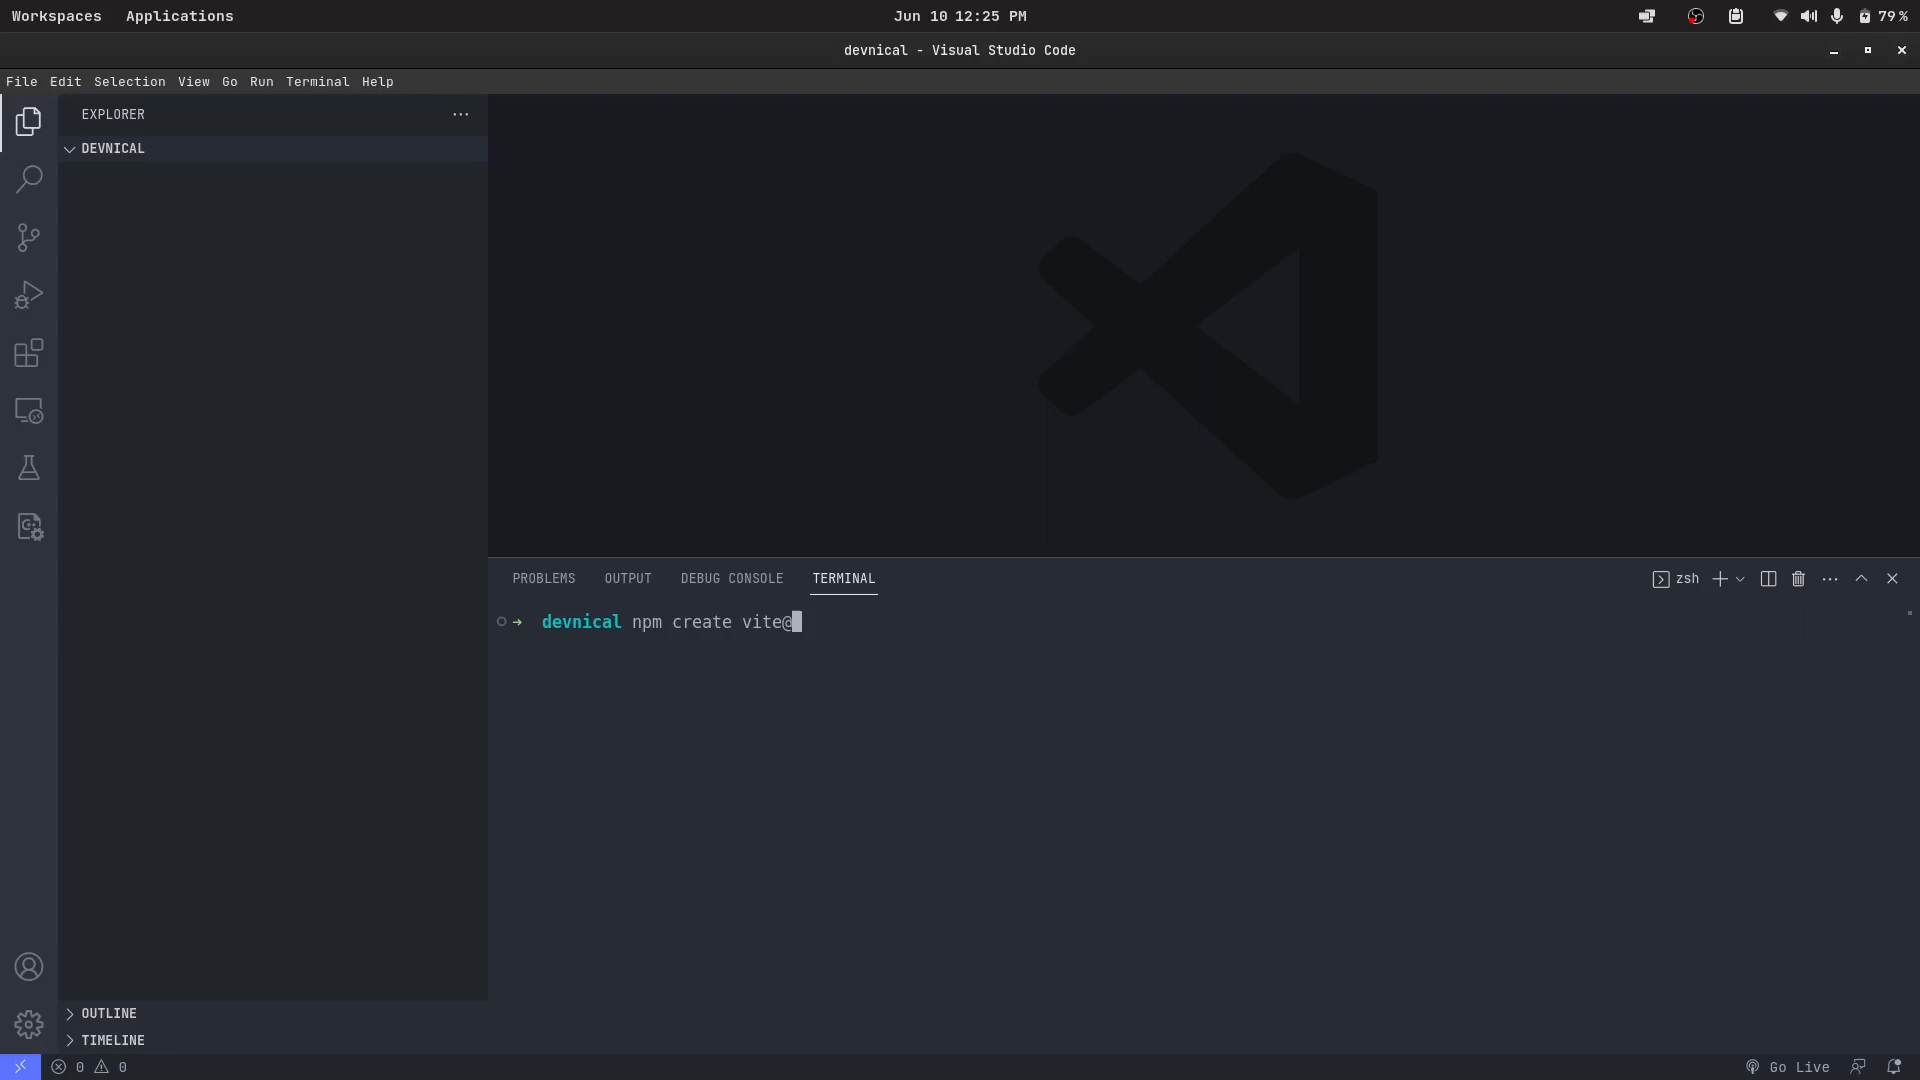 Workspaces Applications Jun 10 12:25 PM 79%
devnical - Visual Studio Code
File Edit Selection View Go Run Terminal Help
EXPLORER
DEVNICAL
PROBLEMS OUTPUT DEBUG CONSOLE TERMINAL zsh
→ devnical npm create vite@
OUTLINE
TIMELINE
0 0 Go Live